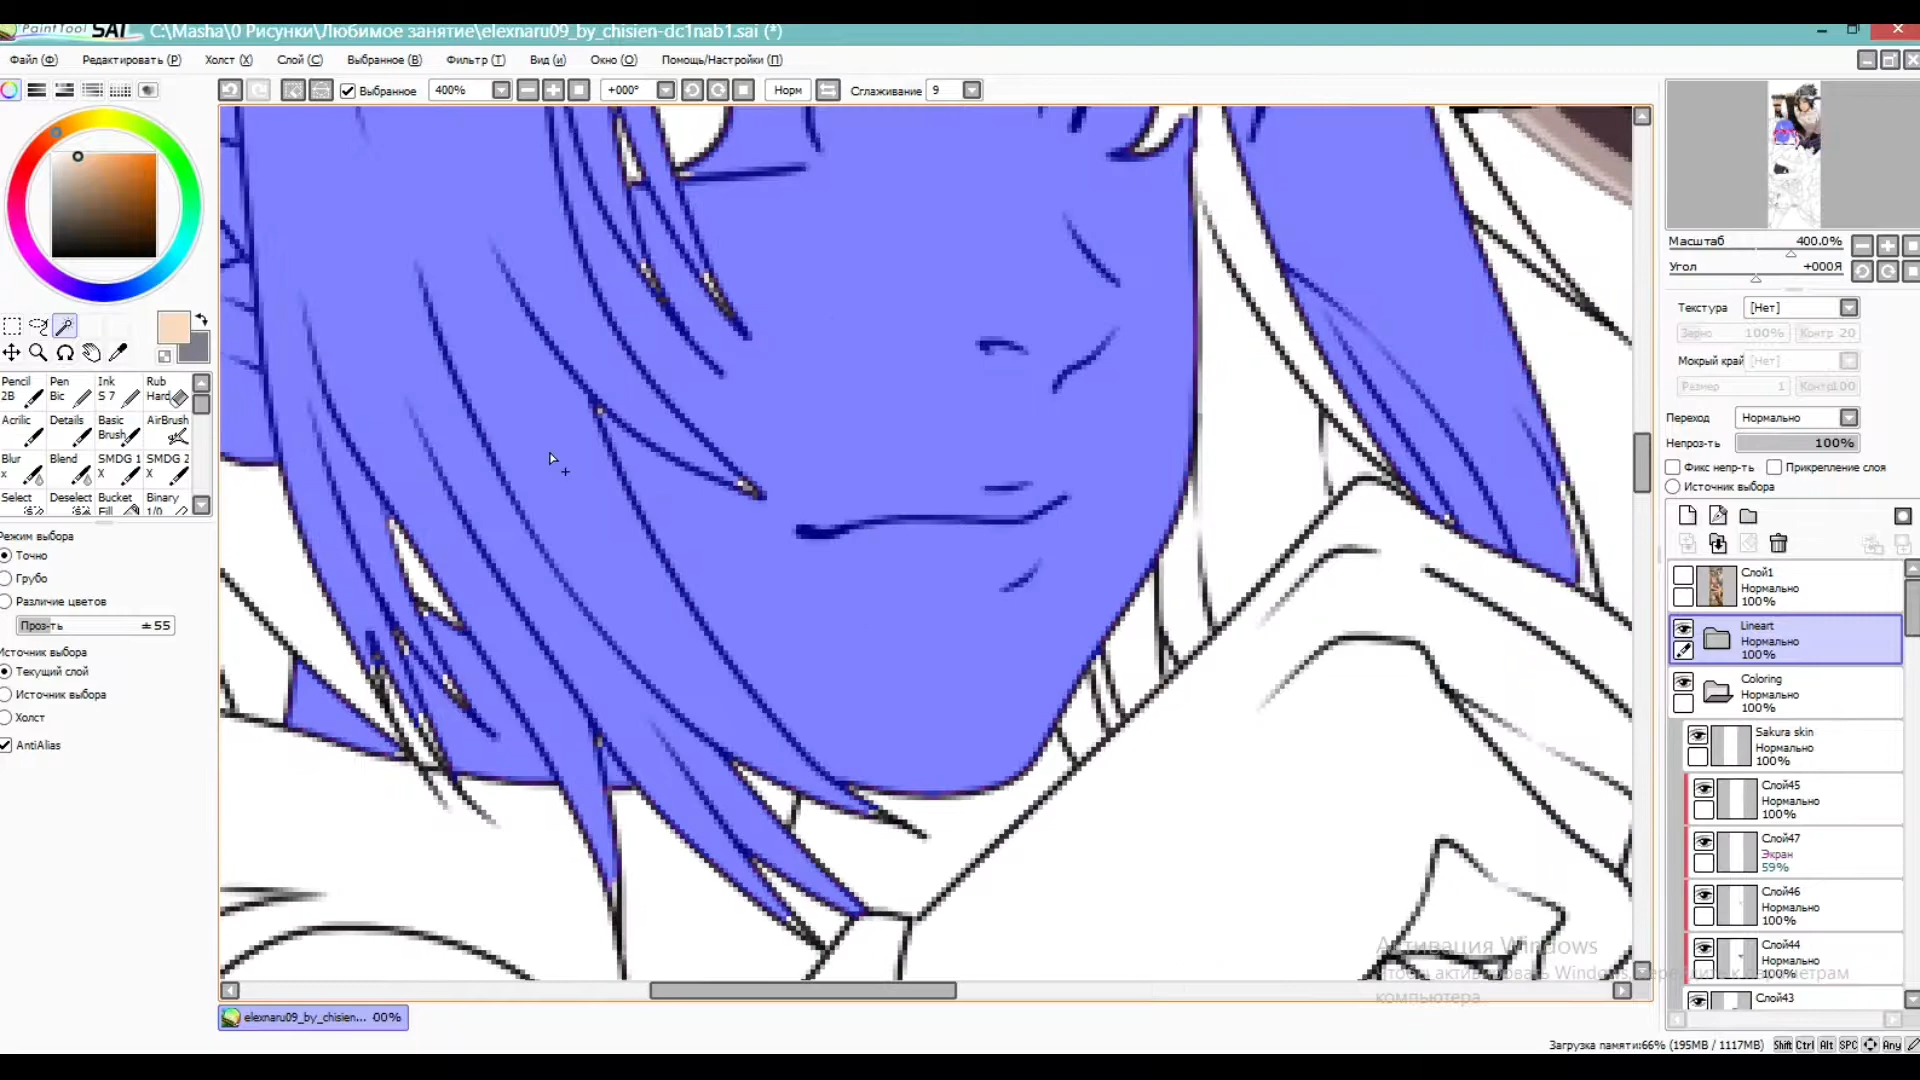 PaintTool SAI C:\Masha\0 Рисунки\Любимое занятие\elexnaru09_by_chisien-dc1nab1.sai (*)
Файл (Ф) Редактировать (Р) Холст (X) Слой (С) Выбранное (В) Фильтр (T) Вид (и) Окно (О) Помощь/Настройки (П)
Выбранное 400% +000° Норм Сглаживание 9
Масштаб 400.0%
Угол +000Я
Текстура [Нет]
Зерно 100% Контр 20
Мокрый край [Нет]
Размер 1 Контр100
Переход Нормально
Непроз-ть 100%
Фикс непр-ть Прикрепление слоя
Источник выбора
Pencil Pen Ink Rub
2B Bic S 7 Hard
Acrilic Details Basic AirBrush
Brush
Blur Blend SMDG 1 SMDG 2
x X X
Select Deselect Bucket Binary
Fill 1/0
Режим выбора
Точно
Грубо
Различие цветов
Проз-ть ±55
Источник выбора
Текущий слой
Источник выбора
Холст
AntiAlias
Слой1
Нормально
100%
Lineart
Нормально
100%
Coloring
Нормально
100%
Sakura skin
Нормально
100%
Слой45
Нормально
100%
Слой47
Экран
59%
Слой46
Нормально
100%
Слой44
Нормально
100%
Слой43
Активация Windows
Чтобы активировать Windows, перейдите к параметрам
компьютера.
elexnaru09_by_chisien... 00%
Загрузка памяти:66% (195MB / 1117MB) Shift Ctrl Alt SPC Any